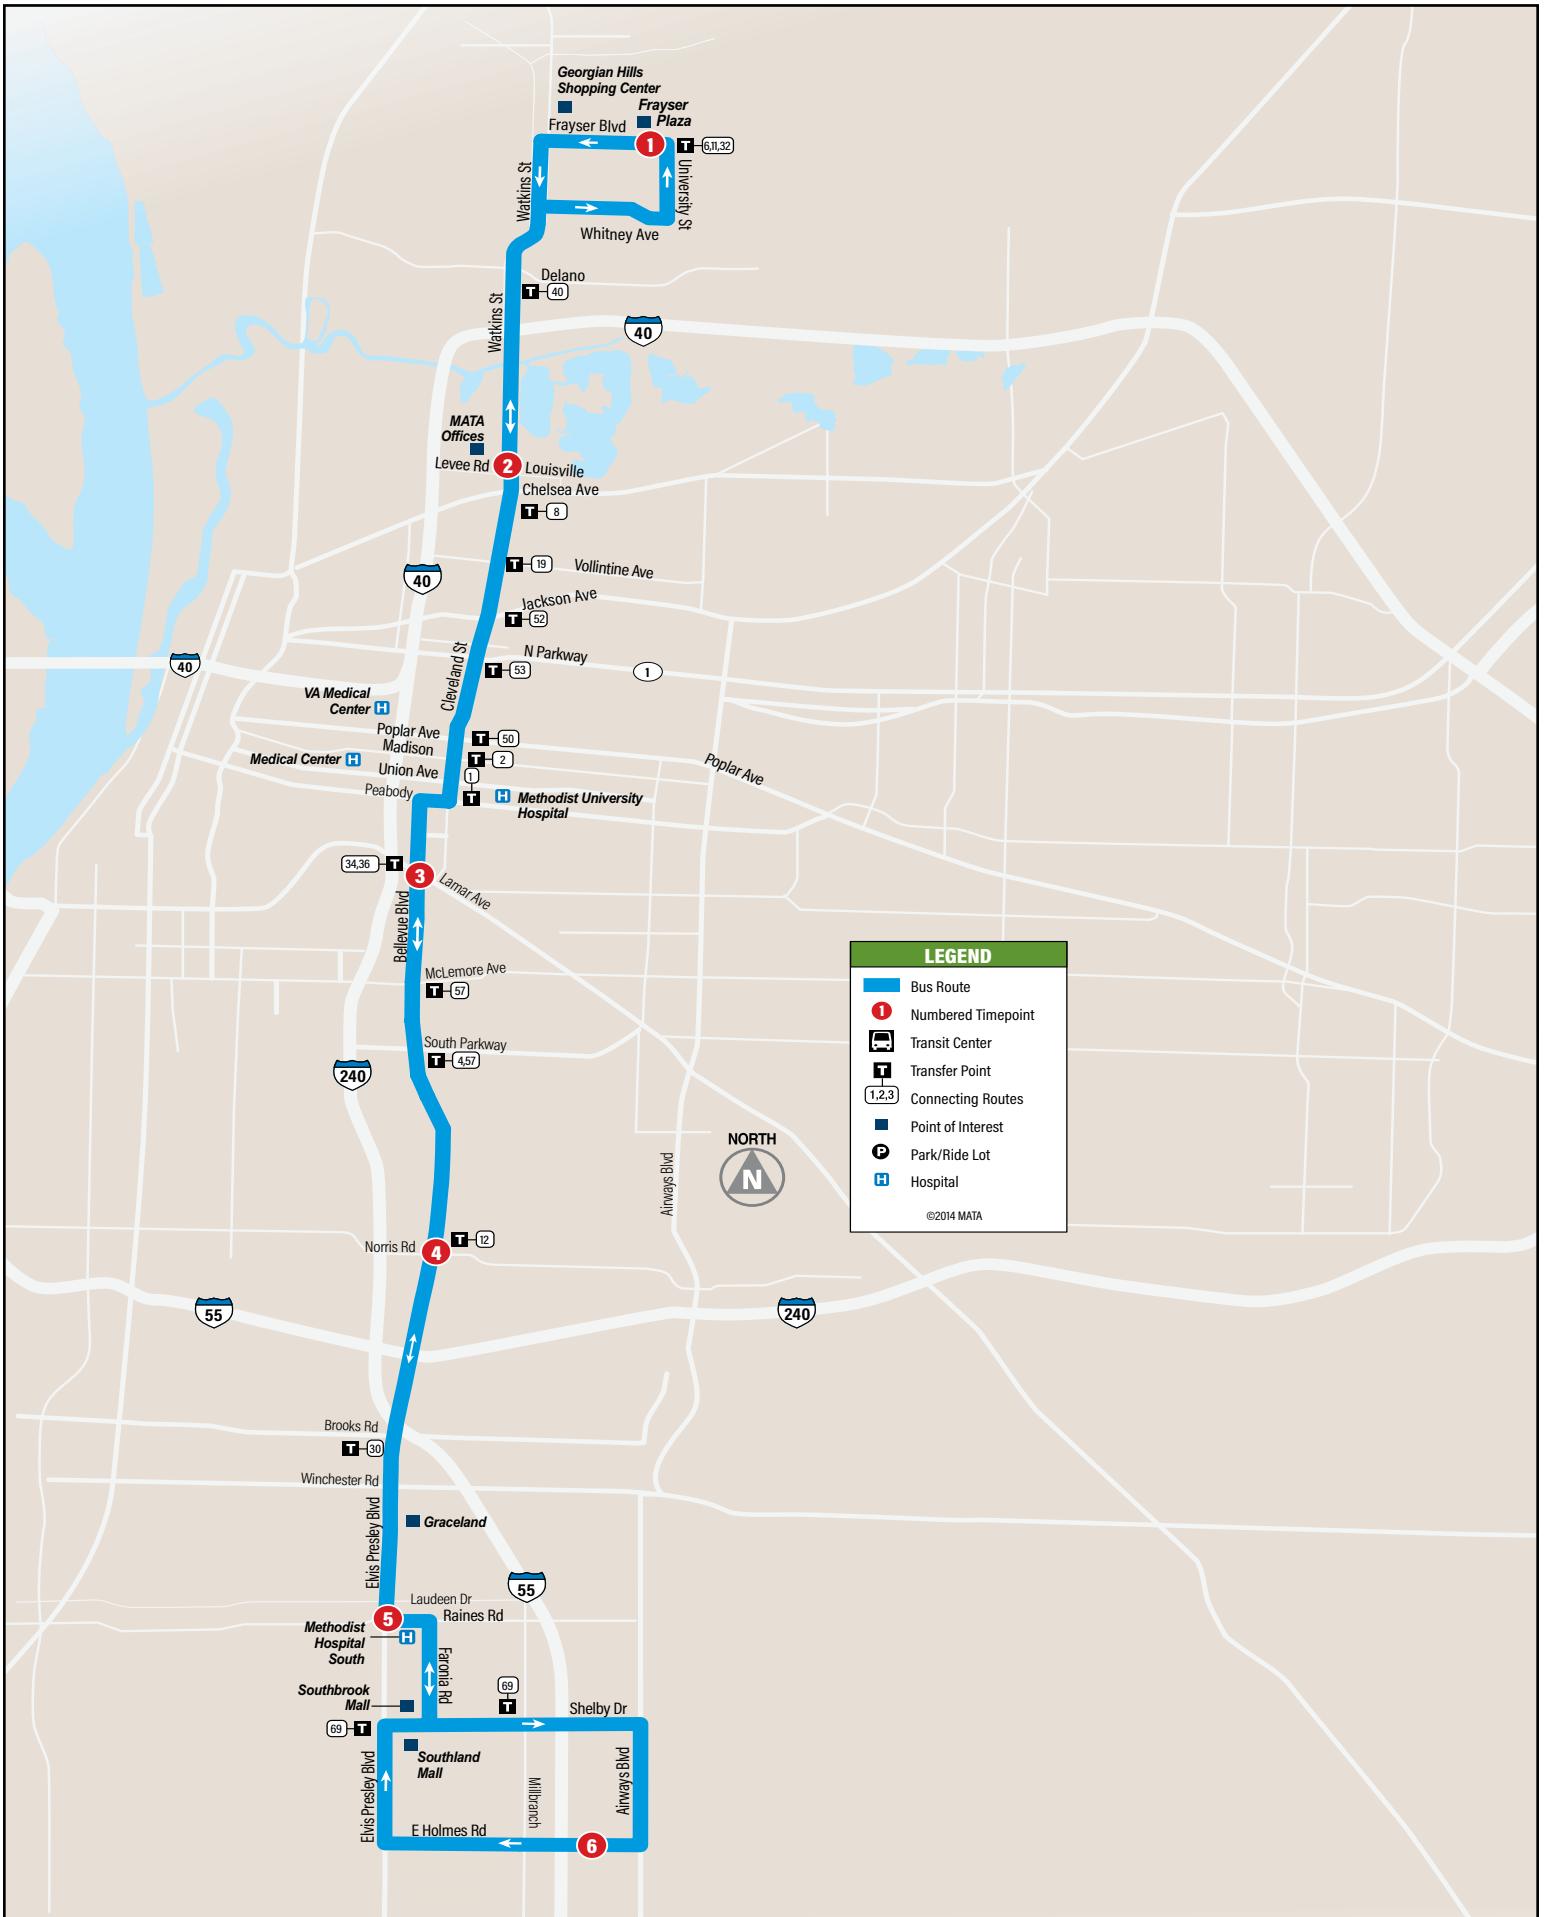 Georgian Hills
Shopping Center
Frayser
Plaza
Frayser Blvd
1
T
6,11,32
Watkins St
University St
Whitney Ave
Delano
T
40
Watkins St
40
MATA
Offices
Levee Rd
2
Louisville
Chelsea Ave
T
8
T
19
Vollintine Ave
40
Jackson Ave
T
52
Cleveland St
N Parkway
T
53
1
40
VA Medical
Center
H
Poplar Ave
T
50
Madison
Medical Center
H
T
2
Poplar Ave
Union Ave
1
Peabody
T
H
Methodist University
Hospital
34,36
T
3
Lamar Ave
Bellevue Blvd
McLemore Ave
T
57
South Parkway
T
4,57
240
LEGEND
Bus Route
1
Numbered Timepoint
Transit Center
T
Transfer Point
1,2,3
Connecting Routes
Point of Interest
P
Park/Ride Lot
H
Hospital
©2014 MATA
NORTH
N
Airways Blvd
Norris Rd
4
T
12
55
240
Brooks Rd
T
30
Winchester Rd
Elvis Presley Blvd
Graceland
55
Laudeen Dr
5
Raines Rd
Methodist
Hospital
South
H
Faronia Rd
Southbrook
Mall
69
T
Shelby Dr
69
T
Southland
Mall
Elvis Presley Blvd
Millbranch
Airways Blvd
E Holmes Rd
6